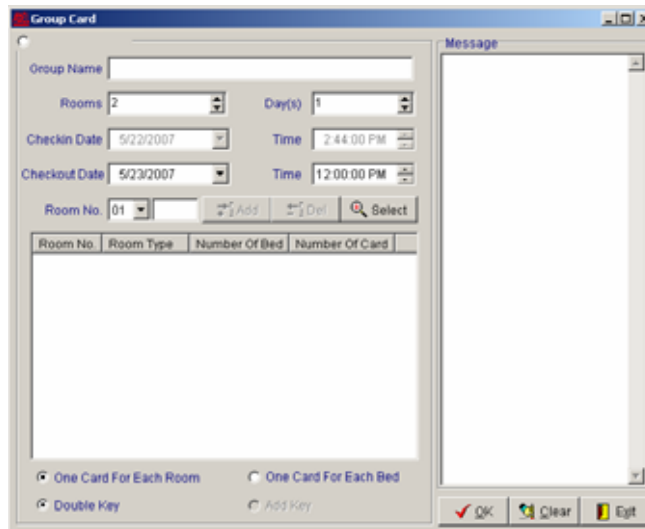 Group Card
Message
Group Name
Rooms 2 Day(s) 1
Checkin Date 5/22/2007 Time 2:44:00 PM
Checkout Date 5/23/2007 Time 12:00:00 PM
Room No. 01 Add Del Select
Room No. Room Type Number Of Bed Number Of Card
One Card For Each Room One Card For Each Bed
Double Key Add Key
OK Clear Exit